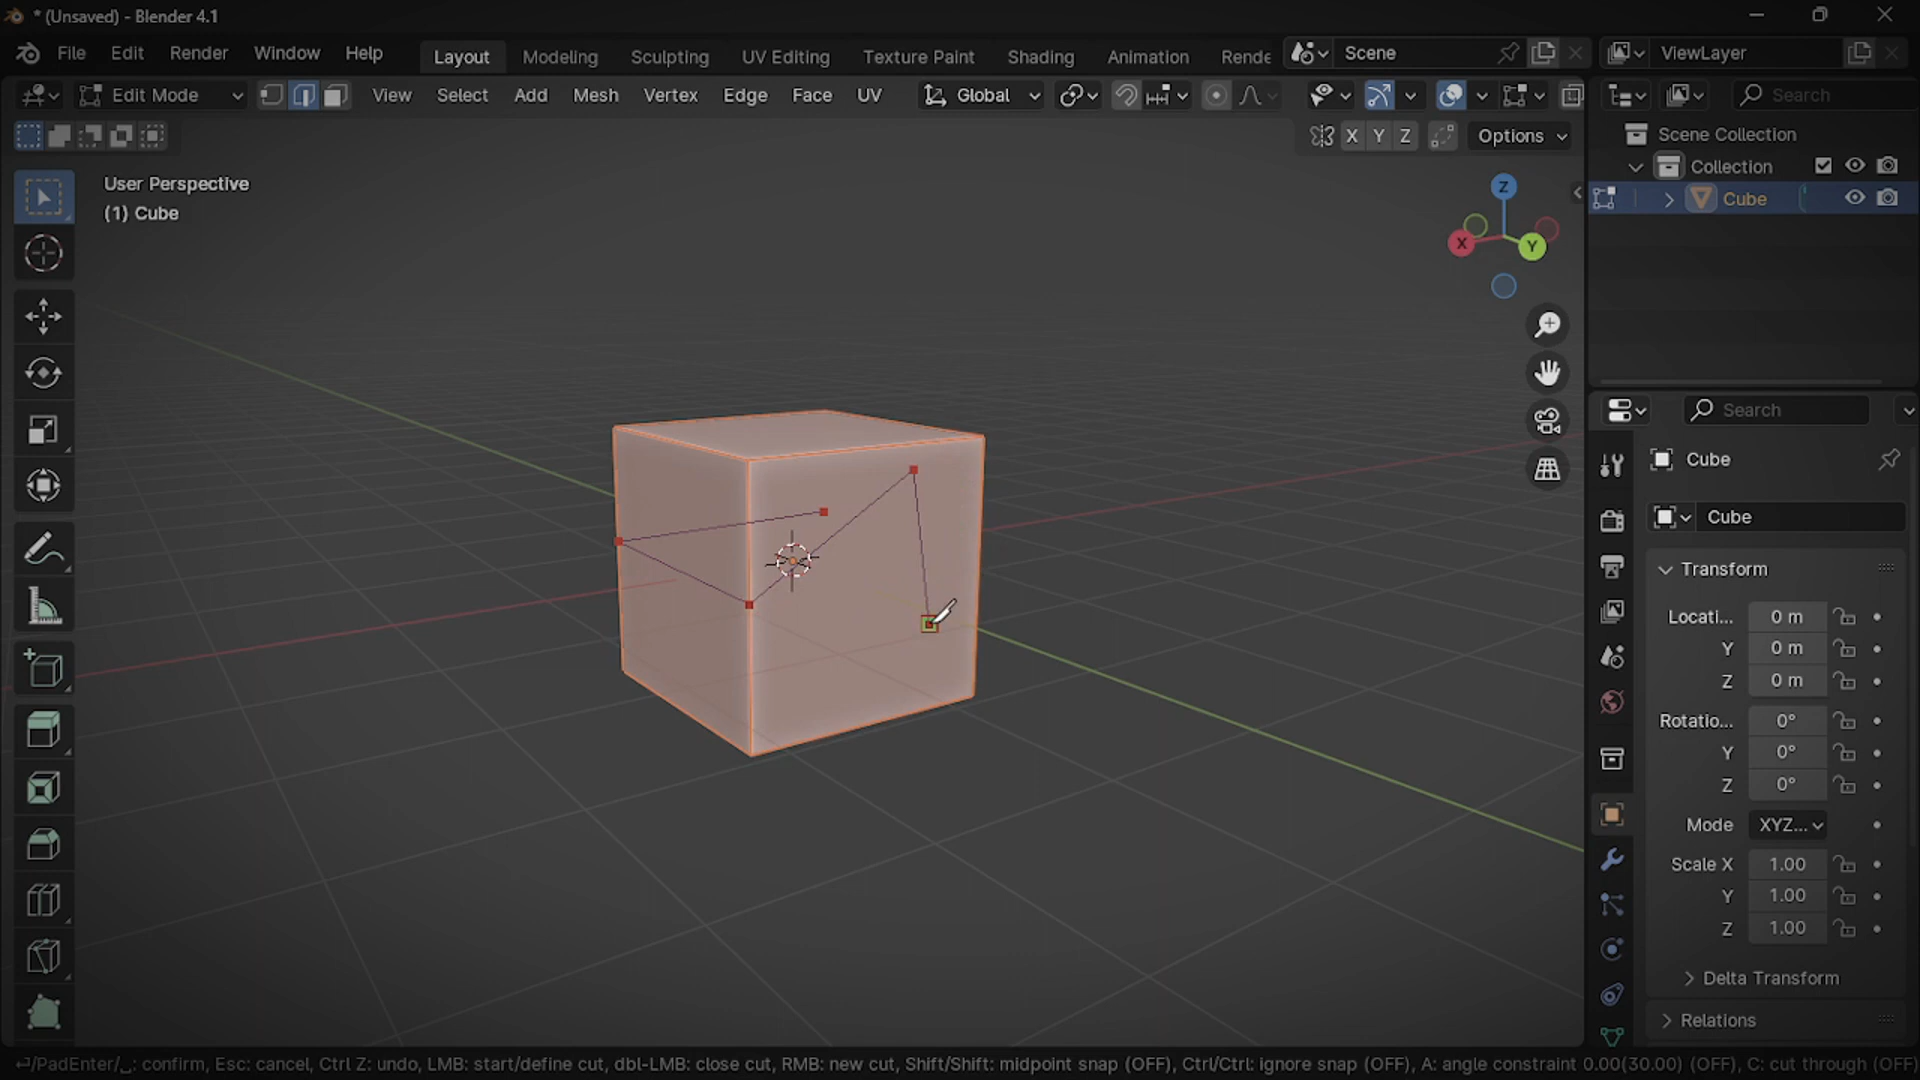 * (Unsaved) - Blender 4.1
File Edit Render Window Help Layout Modeling Sculpting UV Editing Texture Paint Shading Animation Rende Scene ViewLayer
Edit Mode View Select Add Mesh Vertex Edge Face UV Global Search
X Y Z Options
Scene Collection
Collection
Cube
User Perspective
(1) Cube
Z
X
Y
Search
Cube
Cube
Transform
Locati... 0 m
Y 0 m
Z 0 m
Rotatio... 0°
Y 0°
Z 0°
Mode XYZ...
Scale X 1.00
Y 1.00
Z 1.00
Delta Transform
Relations
⏎/PadEnter/␣: confirm, Esc: cancel, Ctrl Z: undo, LMB: start/define cut, dbl-LMB: close cut, RMB: new cut, Shift/Shift: midpoint snap (OFF), Ctrl/Ctrl: ignore snap (OFF), A: angle constraint 0.00(30.00) (OFF), C: cut through (OFF)